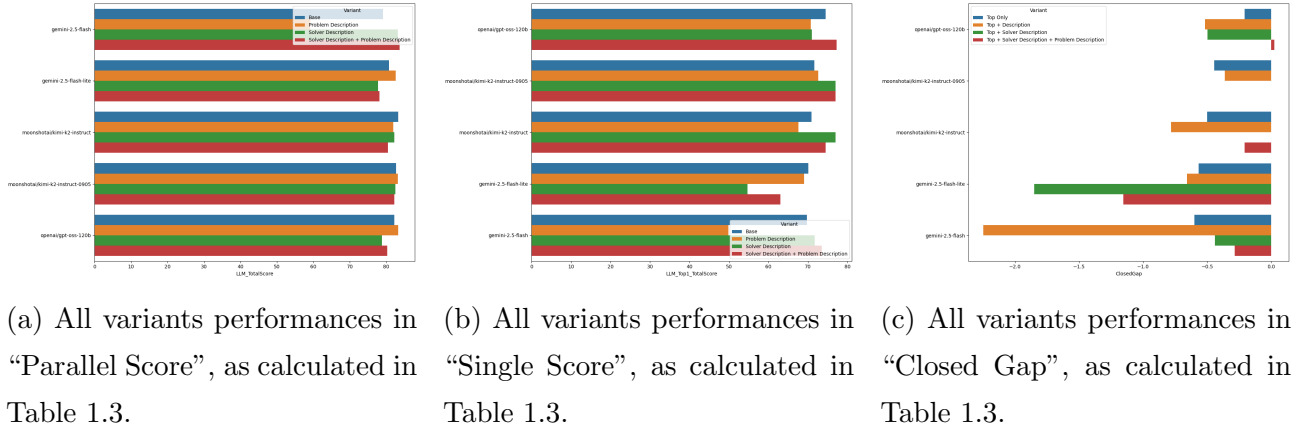 Variant
Base
Problem Description
Solver Description
Solver Description + Problem Description
gemini-2.5-flash
gemini-2.5-flash-lite
moonshotai/kimi-k2-instruct
moonshotai/kimi-k2-instruct-0905
openai/gpt-oss-120b
0 10 20 30 40 50 60 70 80
LLM_TotalScore
openai/gpt-oss-120b
moonshotai/kimi-k2-instruct-0905
moonshotai/kimi-k2-instruct
gemini-2.5-flash-lite
gemini-2.5-flash
Variant
Base
Problem Description
Solver Description
Solver Description + Problem Description
0 10 20 30 40 50 60 70 80
LLM_Top1_TotalScore
Variant
Top Only
Top + Description
Top + Solver Description
Top + Solver Description + Problem Description
openai/gpt-oss-120b
moonshotai/kimi-k2-instruct-0905
moonshotai/kimi-k2-instruct
gemini-2.5-flash-lite
gemini-2.5-flash
−2.0 −1.5 −1.0 −0.5 0.0
ClosedGap
(a) All variants performances in
“Parallel Score”, as calculated in
Table 1.3.
(b) All variants performances in
“Single Score”, as calculated in
Table 1.3.
(c) All variants performances in
“Closed Gap”, as calculated in
Table 1.3.